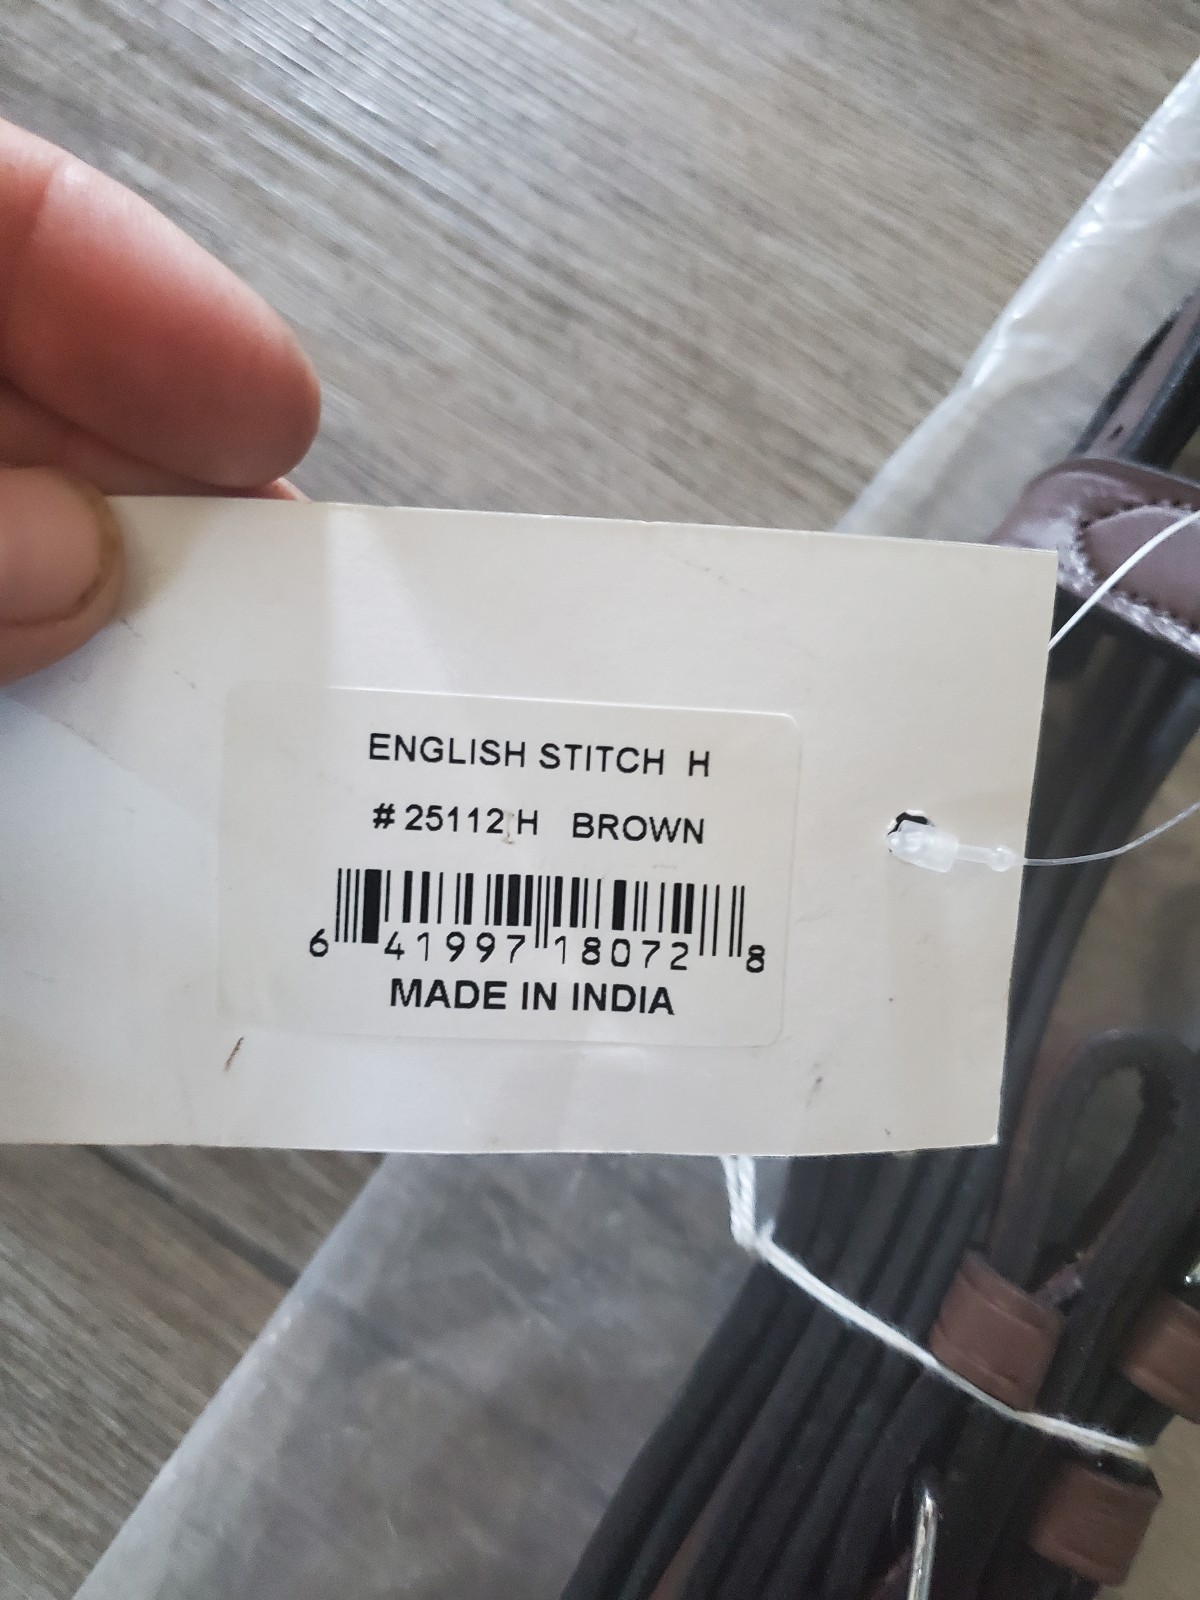 ENGLISH STITCH H
# 25112 H BROWN
6 41997 18072 8
MADE IN INDIA